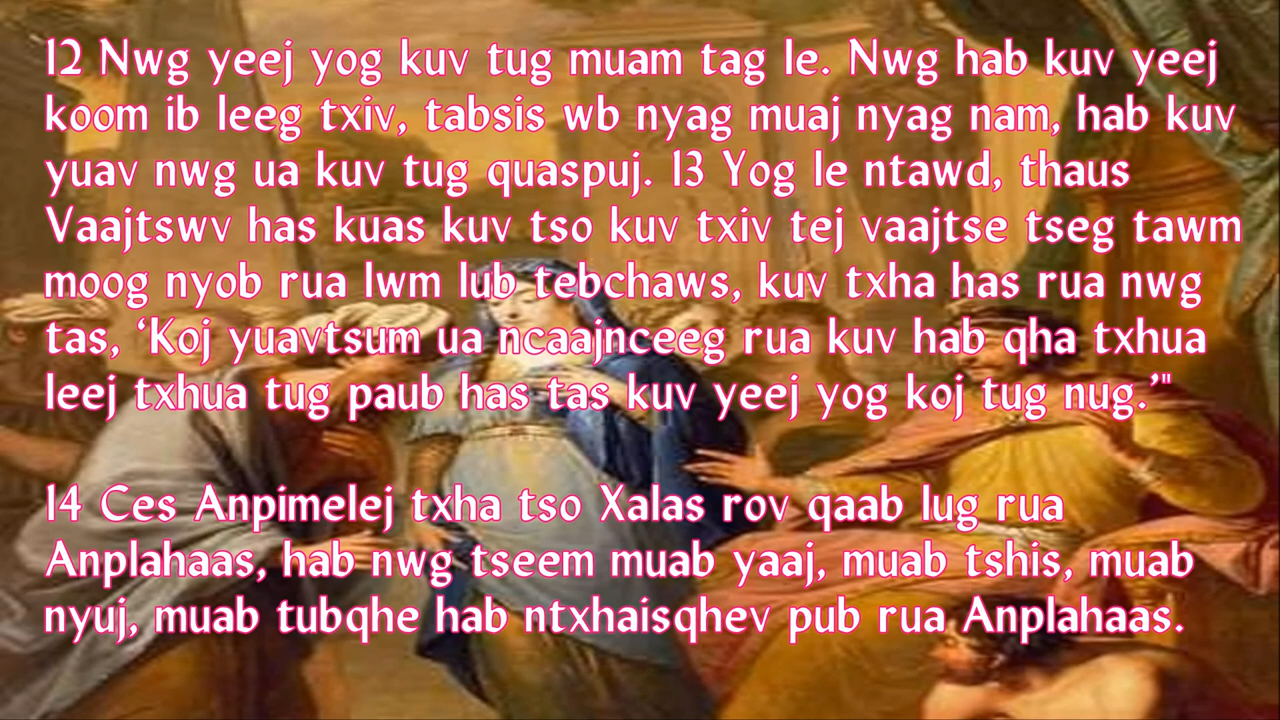 12 Nwg yeej yog kuv tug muam tag le. Nwg hab kuv yeej
koom ib leeg txiv, tabsis wb nyag muaj nyag nam, hab kuv
yuav nwg ua kuv tug quaspuj. 13 Yog le ntawd, thaus
Vaajtswv has kuas kuv tso kuv txiv tej vaajtse tseg tawm
moog nyob rua lwm lub tebchaws, kuv txha has rua nwg
tas, ‘Koj yuavtsum ua ncaajnceeg rua kuv hab qha txhua
leej txhua tug paub has tas kuv yeej yog koj tug nug.’"
14 Ces Anpimelej txha tso Xalas rov qaab lug rua
Anplahaas, hab nwg tseem muab yaaj, muab tshis, muab
nyuj, muab tubqhe hab ntxhaisqhev pub rua Anplahaas.